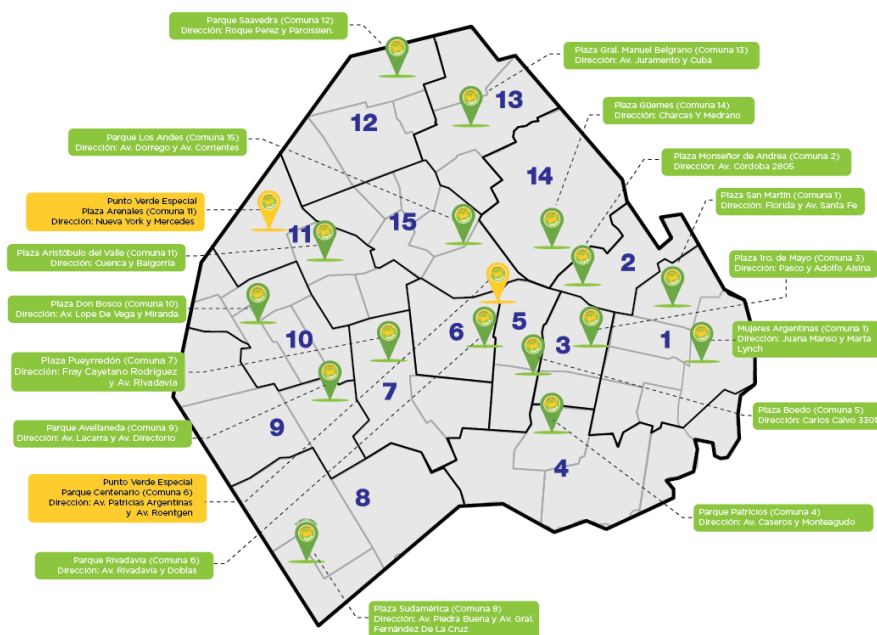 Parque Saavedra (Comuna 12)
Dirección: Roque Perez y Paroissien.
Plaza Gral. Manuel Belgrano (Comuna 13)
Dirección: Av. Juramento y Cuba
Plaza Güemes (Comuna 14)
Dirección: Charcas Y Medrano
Parque Los Andes (Comuna 15)
Dirección: Av. Dorrego y Av. Corrientes
Plaza Monseñor de Andrea (Comuna 2)
Dirección: Av. Córdoba 2805
Punto Verde Especial
Plaza Arenales (Comuna 11)
Dirección: Nueva York y Mercedes
Plaza San Martín (Comuna 1)
Dirección: Florida y Av. Santa Fe
Plaza Aristóbulo del Valle (Comuna 11)
Dirección: Cuenca y Baigorria
Plaza 1ro. de Mayo (Comuna 3)
Dirección: Pasco y Adolfo Alsina
Plaza Don Bosco (Comuna 10)
Dirección: Av. Lope De Vega y Miranda
Mujeres Argentinas (Comuna 1)
Dirección: Juana Manso y Marta
Lynch
Plaza Pueyrredón (Comuna 7)
Dirección: Fray Cayetano Rodríguez
y Av. Rivadavia
Plaza Boedo (Comuna 5)
Dirección: Carlos Calvo 3301
Parque Avellaneda (Comuna 9)
Dirección: Av. Lacarra y Av. Directorio
Punto Verde Especial
Parque Centenario (Comuna 6)
Dirección: Av. Patricias Argentinas
y Av. Roentgen
Parque Patricios (Comuna 4)
Dirección: Av. Caseros y Monteagudo
Parque Rivadavia (Comuna 6)
Dirección: Av. Rivadavia y Doblas
Plaza Sudamérica (Comuna 8)
Dirección: Av. Piedra Buena y Av. Gral.
Fernández De La Cruz
13
12
14
15
11
2
6
5
3
1
10
7
9
4
8